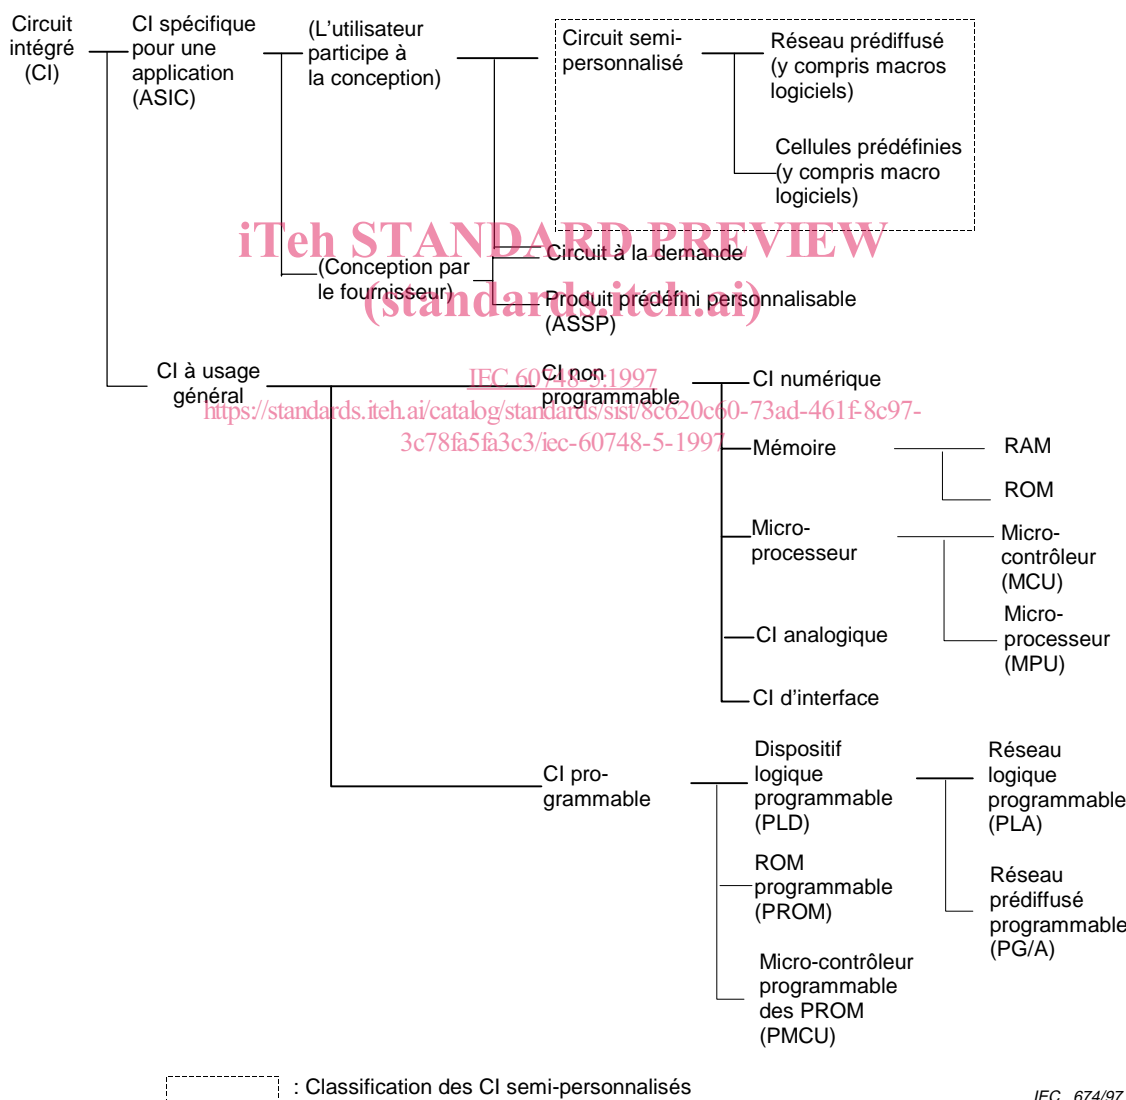 Circuit
intégré
(CI)
CI spécifique
pour une
application
(ASIC)
(L'utilisateur
participe à
la conception)
Circuit semi-
personnalisé
Réseau prédiffusé
(y compris macros
logiciels)
Cellules prédéfinies
(y compris macro
logiciels)
iTeh STANDARD PREVIEW
(standards.iteh.ai)
(Conception par
le fournisseur)
Circuit à la demande
Produit prédéfini personnalisable
(ASSP)
CI à usage
général
IEC 60748-5:1997
https://standards.iteh.ai/catalog/standards/sist/8c620c60-73ad-461f-8c97-
3c78fa5fa3c3/iec-60748-5-1997
CI non
programmable
CI numérique
Mémoire
RAM
ROM
Micro-
processeur
Micro-
contrôleur
(MCU)
Micro-
processeur
(MPU)
CI analogique
CI d'interface
CI pro-
grammable
Dispositif
logique
programmable
(PLD)
Réseau
logique
programmable
(PLA)
ROM
programmable
(PROM)
Réseau
prédiffusé
programmable
(PG/A)
Micro-contrôleur
programmable
des PROM
(PMCU)
: Classification des CI semi-personnalisés
IEC 674/97